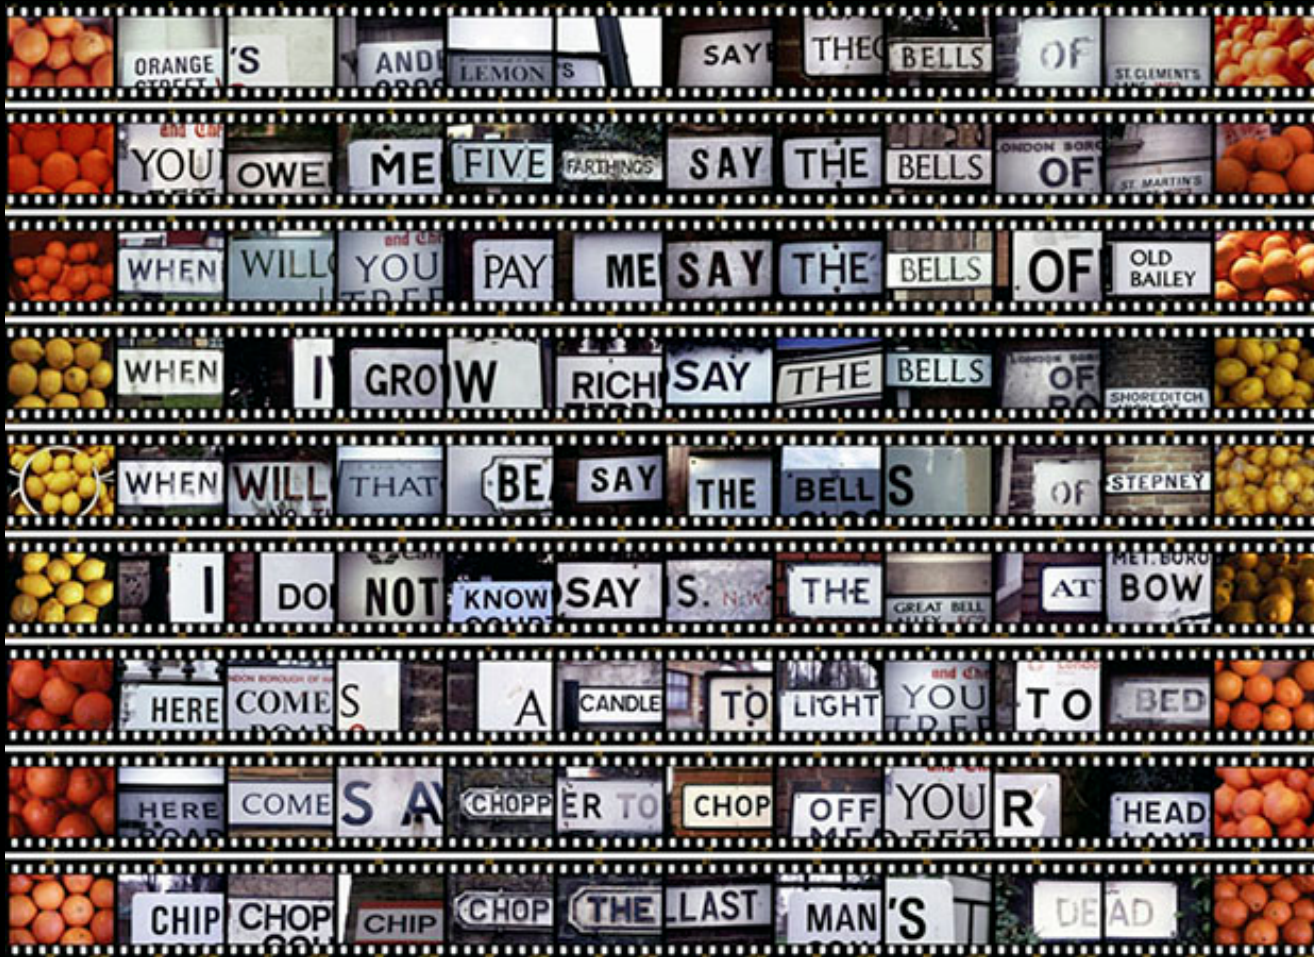 ORANGE 'S AND LEMON S SAY THE BELLS OF ST. CLEMENT'S
YOU OWE ME FIVE FARTHINGS SAY THE BELLS OF ST. MARTIN'S
WHEN WILL YOU PAY ME SAY THE BELLS OF OLD BAILEY
WHEN I GRO W RICH SAY THE BELLS OF SHOREDITCH
WHEN WILL THAT BE SAY THE BELL S OF STEPNEY
I DO NOT KNOW SAY S. THE GREAT BELL AT BOW
HERE COME S A CANDLE TO LIGHT YOU TO BED
HERE COME S A CHOPP ER TO CHOP OFF YOU R HEAD
CHIP CHOP CHIP CHOP THE LAST MAN 'S DEAD